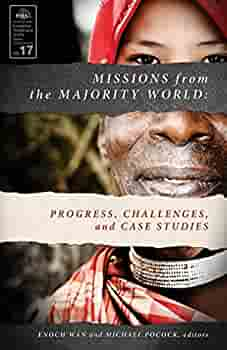 17
MISSIONS from
the MAJORITY WORLD:
PROGRESS, CHALLENGES,
and CASE STUDIES
ENOCH WAN and MICHAEL POCOCK, editors